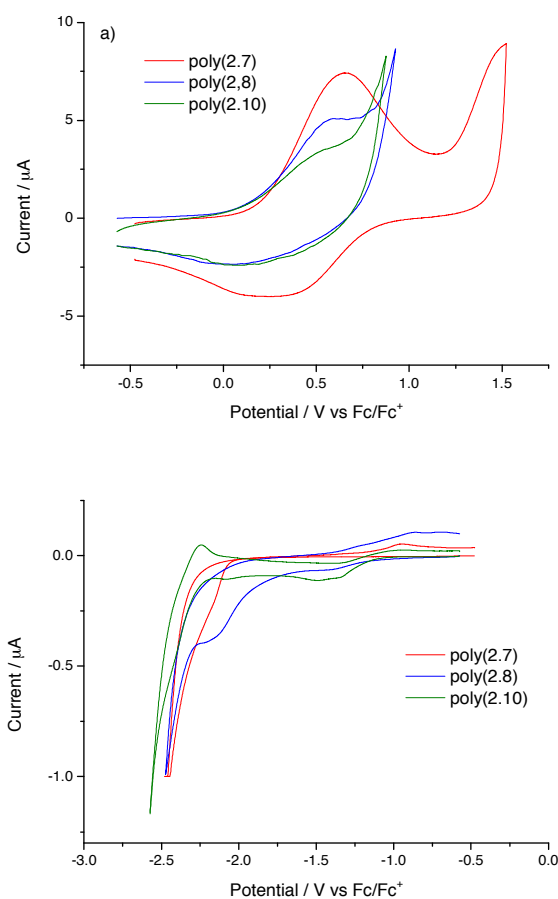 a)
poly(2.7)
poly(2,8)
poly(2.10)
10
5
0
-5
Current / μA
-0.5 0.0 0.5 1.0 1.5
Potential / V vs Fc/Fc⁺
0.0
-0.5
-1.0
Current / μA
poly(2.7)
poly(2.8)
poly(2.10)
-3.0 -2.5 -2.0 -1.5 -1.0 -0.5 0.0
Potential / V vs Fc/Fc⁺